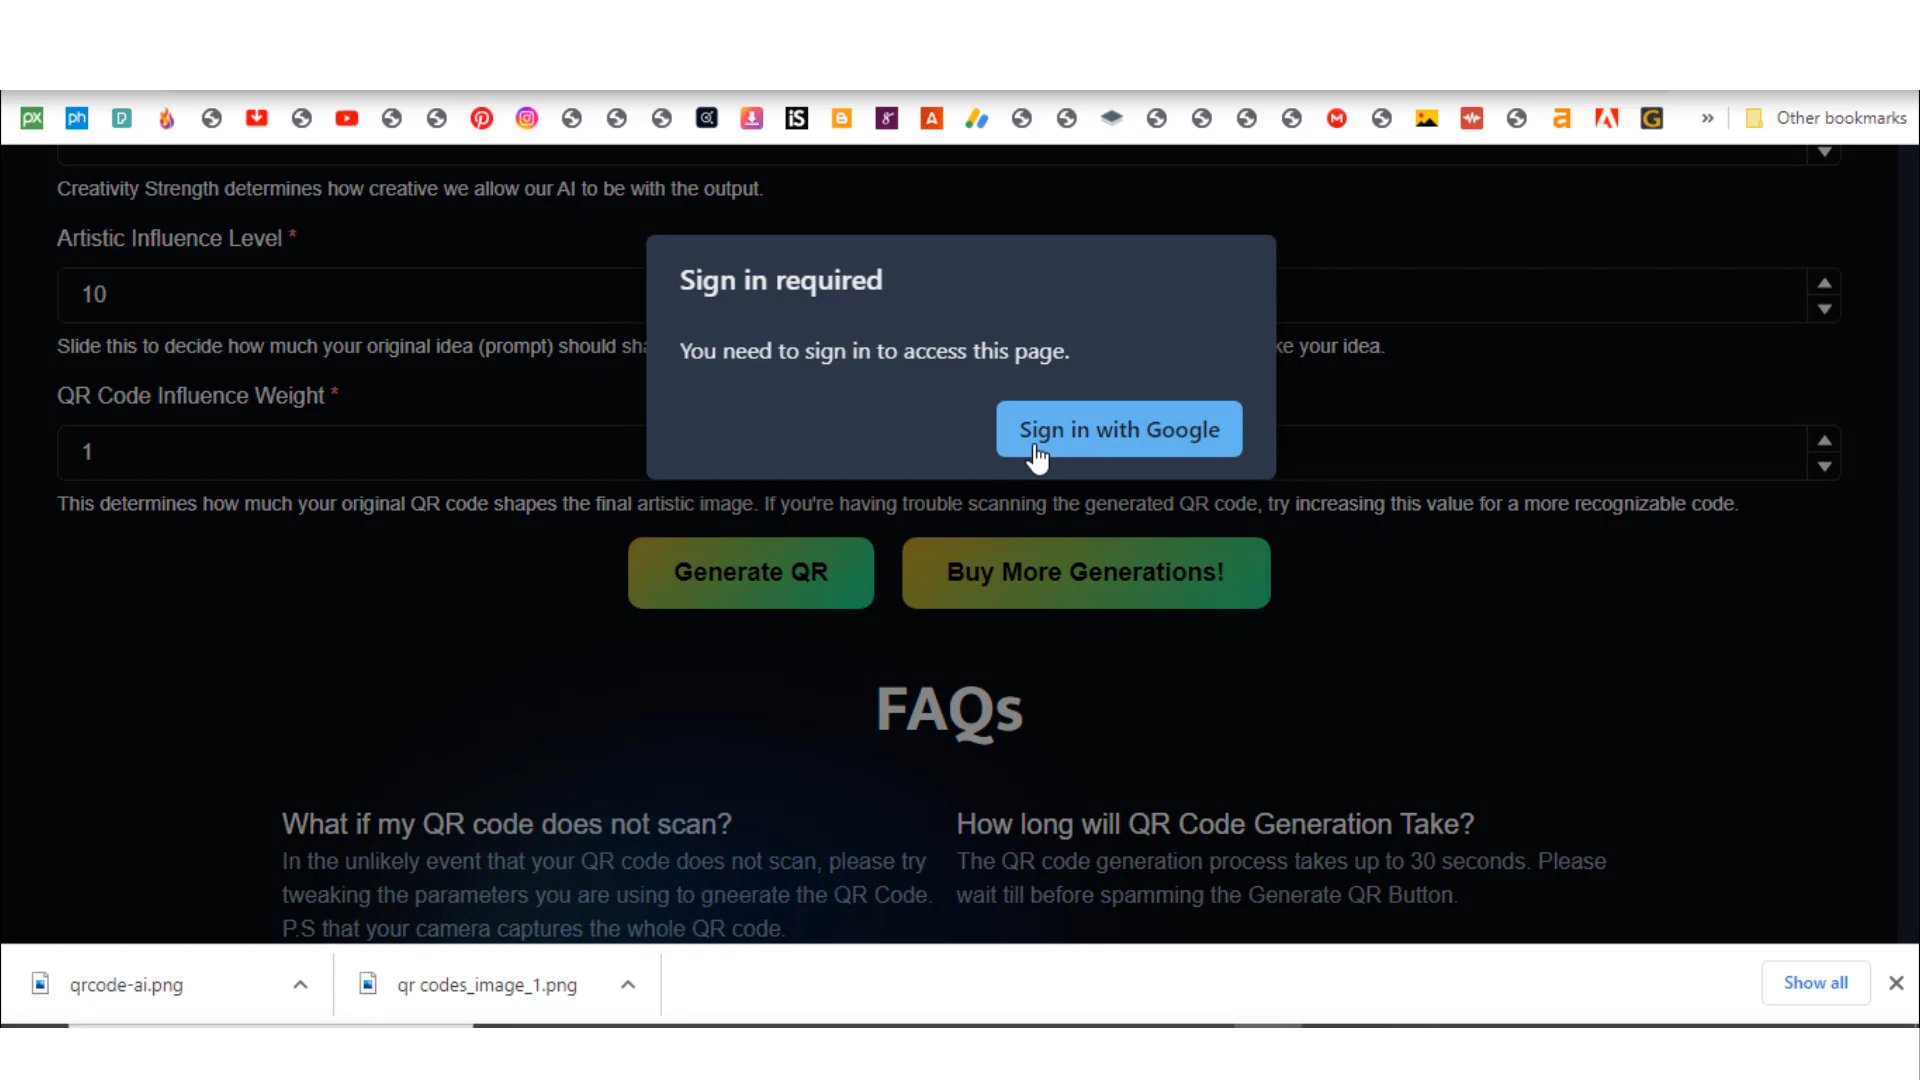 Other bookmarks
Creativity Strength determines how creative we allow our AI to be with the output.
Artistic Influence Level *
10
Slide this to decide how much your original idea (prompt) should sha
ke your idea.
Sign in required
You need to sign in to access this page.
Sign in with Google
QR Code Influence Weight *
1
This determines how much your original QR code shapes the final artistic image. If you're having trouble scanning the generated QR code, try increasing this value for a more recognizable code.
Generate QR
Buy More Generations!
FAQs
What if my QR code does not scan?
In the unlikely event that your QR code does not scan, please try
tweaking the parameters you are using to gneerate the QR Code.
P.S that your camera captures the whole QR code.
How long will QR Code Generation Take?
The QR code generation process takes up to 30 seconds. Please
wait till before spamming the Generate QR Button.
qrcode-ai.png
qr codes_image_1.png
Show all